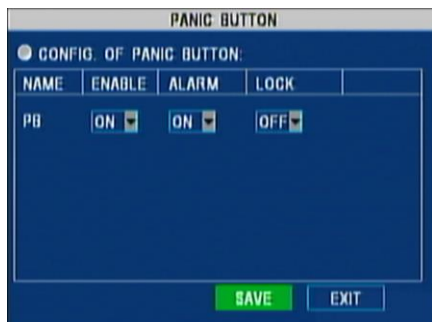 PANIC BUTTON
CONFIG. OF PANIC BUTTON:
NAME ENABLE ALARM LOCK
PB ON ON OFF
SAVE EXIT